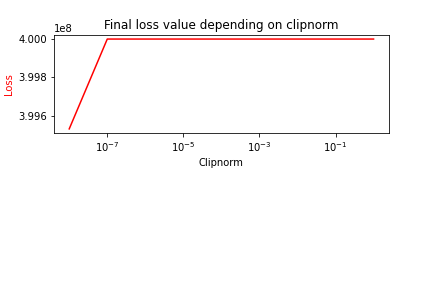 Final loss value depending on clipnorm
1e8
4.000
3.998
3.996
Loss
10^-7
10^-5
10^-3
10^-1
Clipnorm